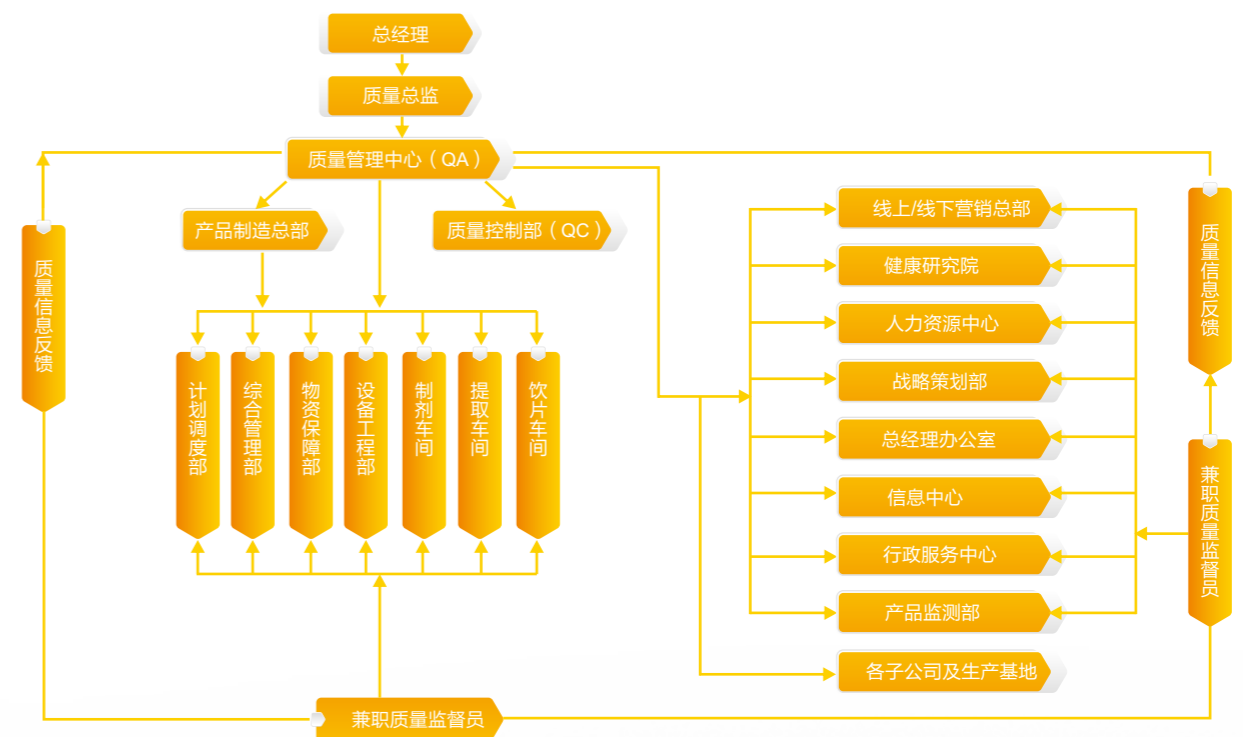 总经理
质量总监
质量管理中心（QA）
产品制造总部
质量控制部（QC）
质量信息反馈
计划调度部
综合管理部
物资保障部
设备工程部
制剂车间
提取车间
饮片车间
线上/线下营销总部
健康研究院
人力资源中心
战略策划部
总经理办公室
信息中心
行政服务中心
产品监测部
各子公司及生产基地
质量信息反馈
兼职质量监督员
兼职质量监督员